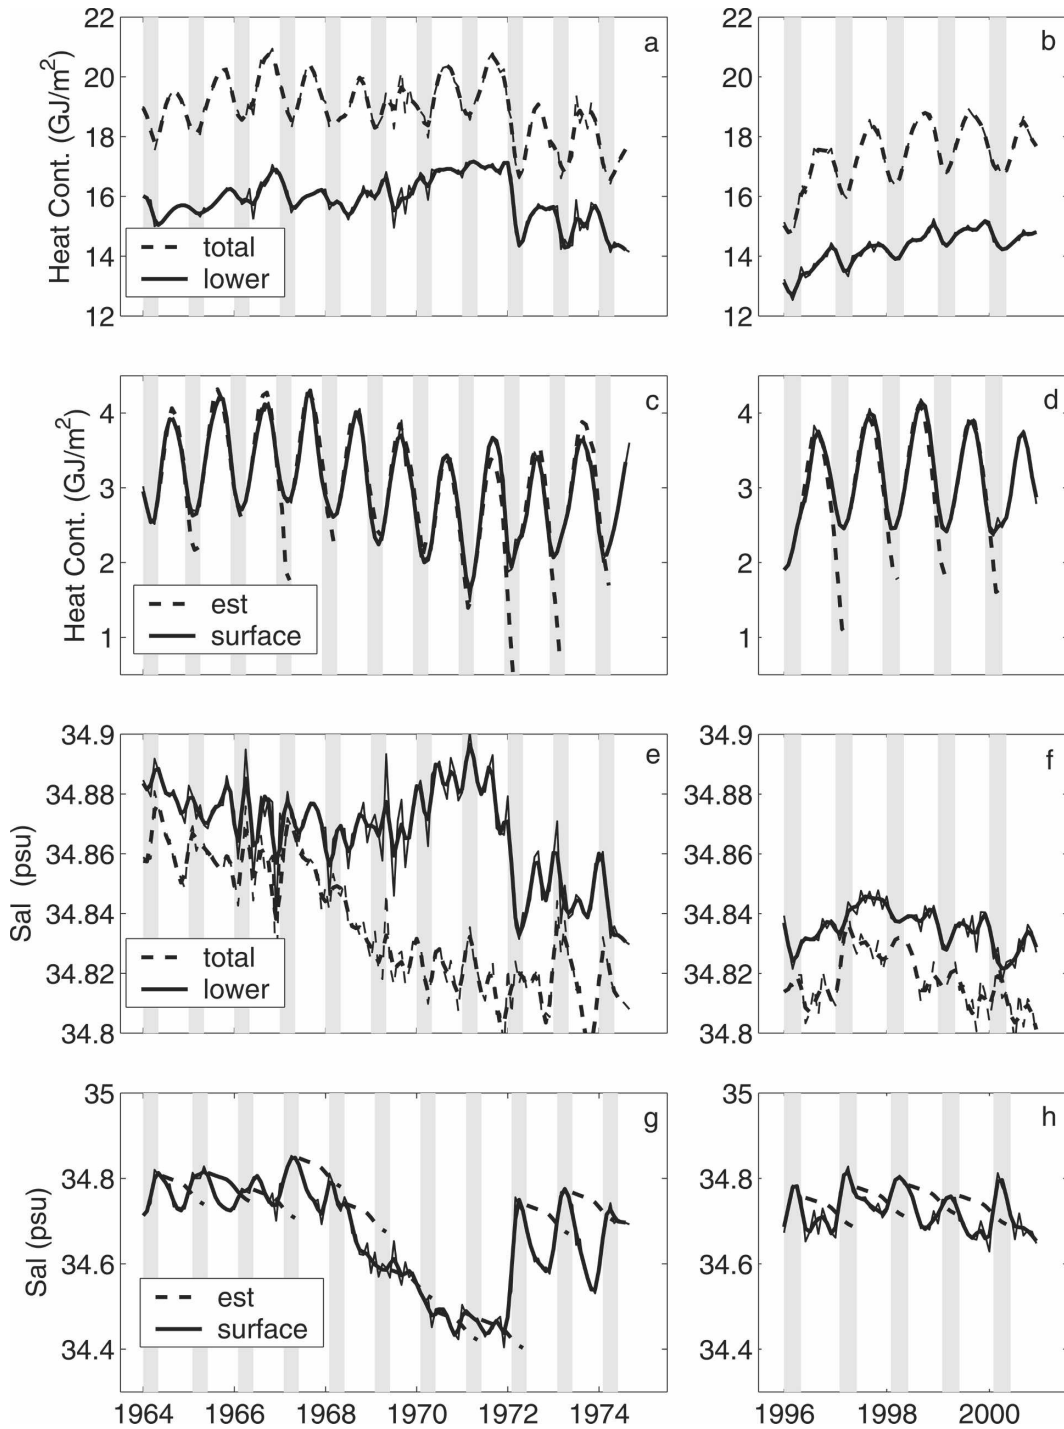 22
20
18
16
14
12
Heat Cont. (GJ/m²)
a
total
lower
b
22
20
18
16
14
12
4
3
2
1
Heat Cont. (GJ/m²)
c
est
surface
d
4
3
2
1
34.9
34.88
34.86
34.84
34.82
34.8
Sal (psu)
e
total
lower
f
34.9
34.88
34.86
34.84
34.82
34.8
35
34.8
34.6
34.4
Sal (psu)
g
est
surface
1964 1966 1968 1970 1972 1974
h
35
34.8
34.6
34.4
1996 1998 2000